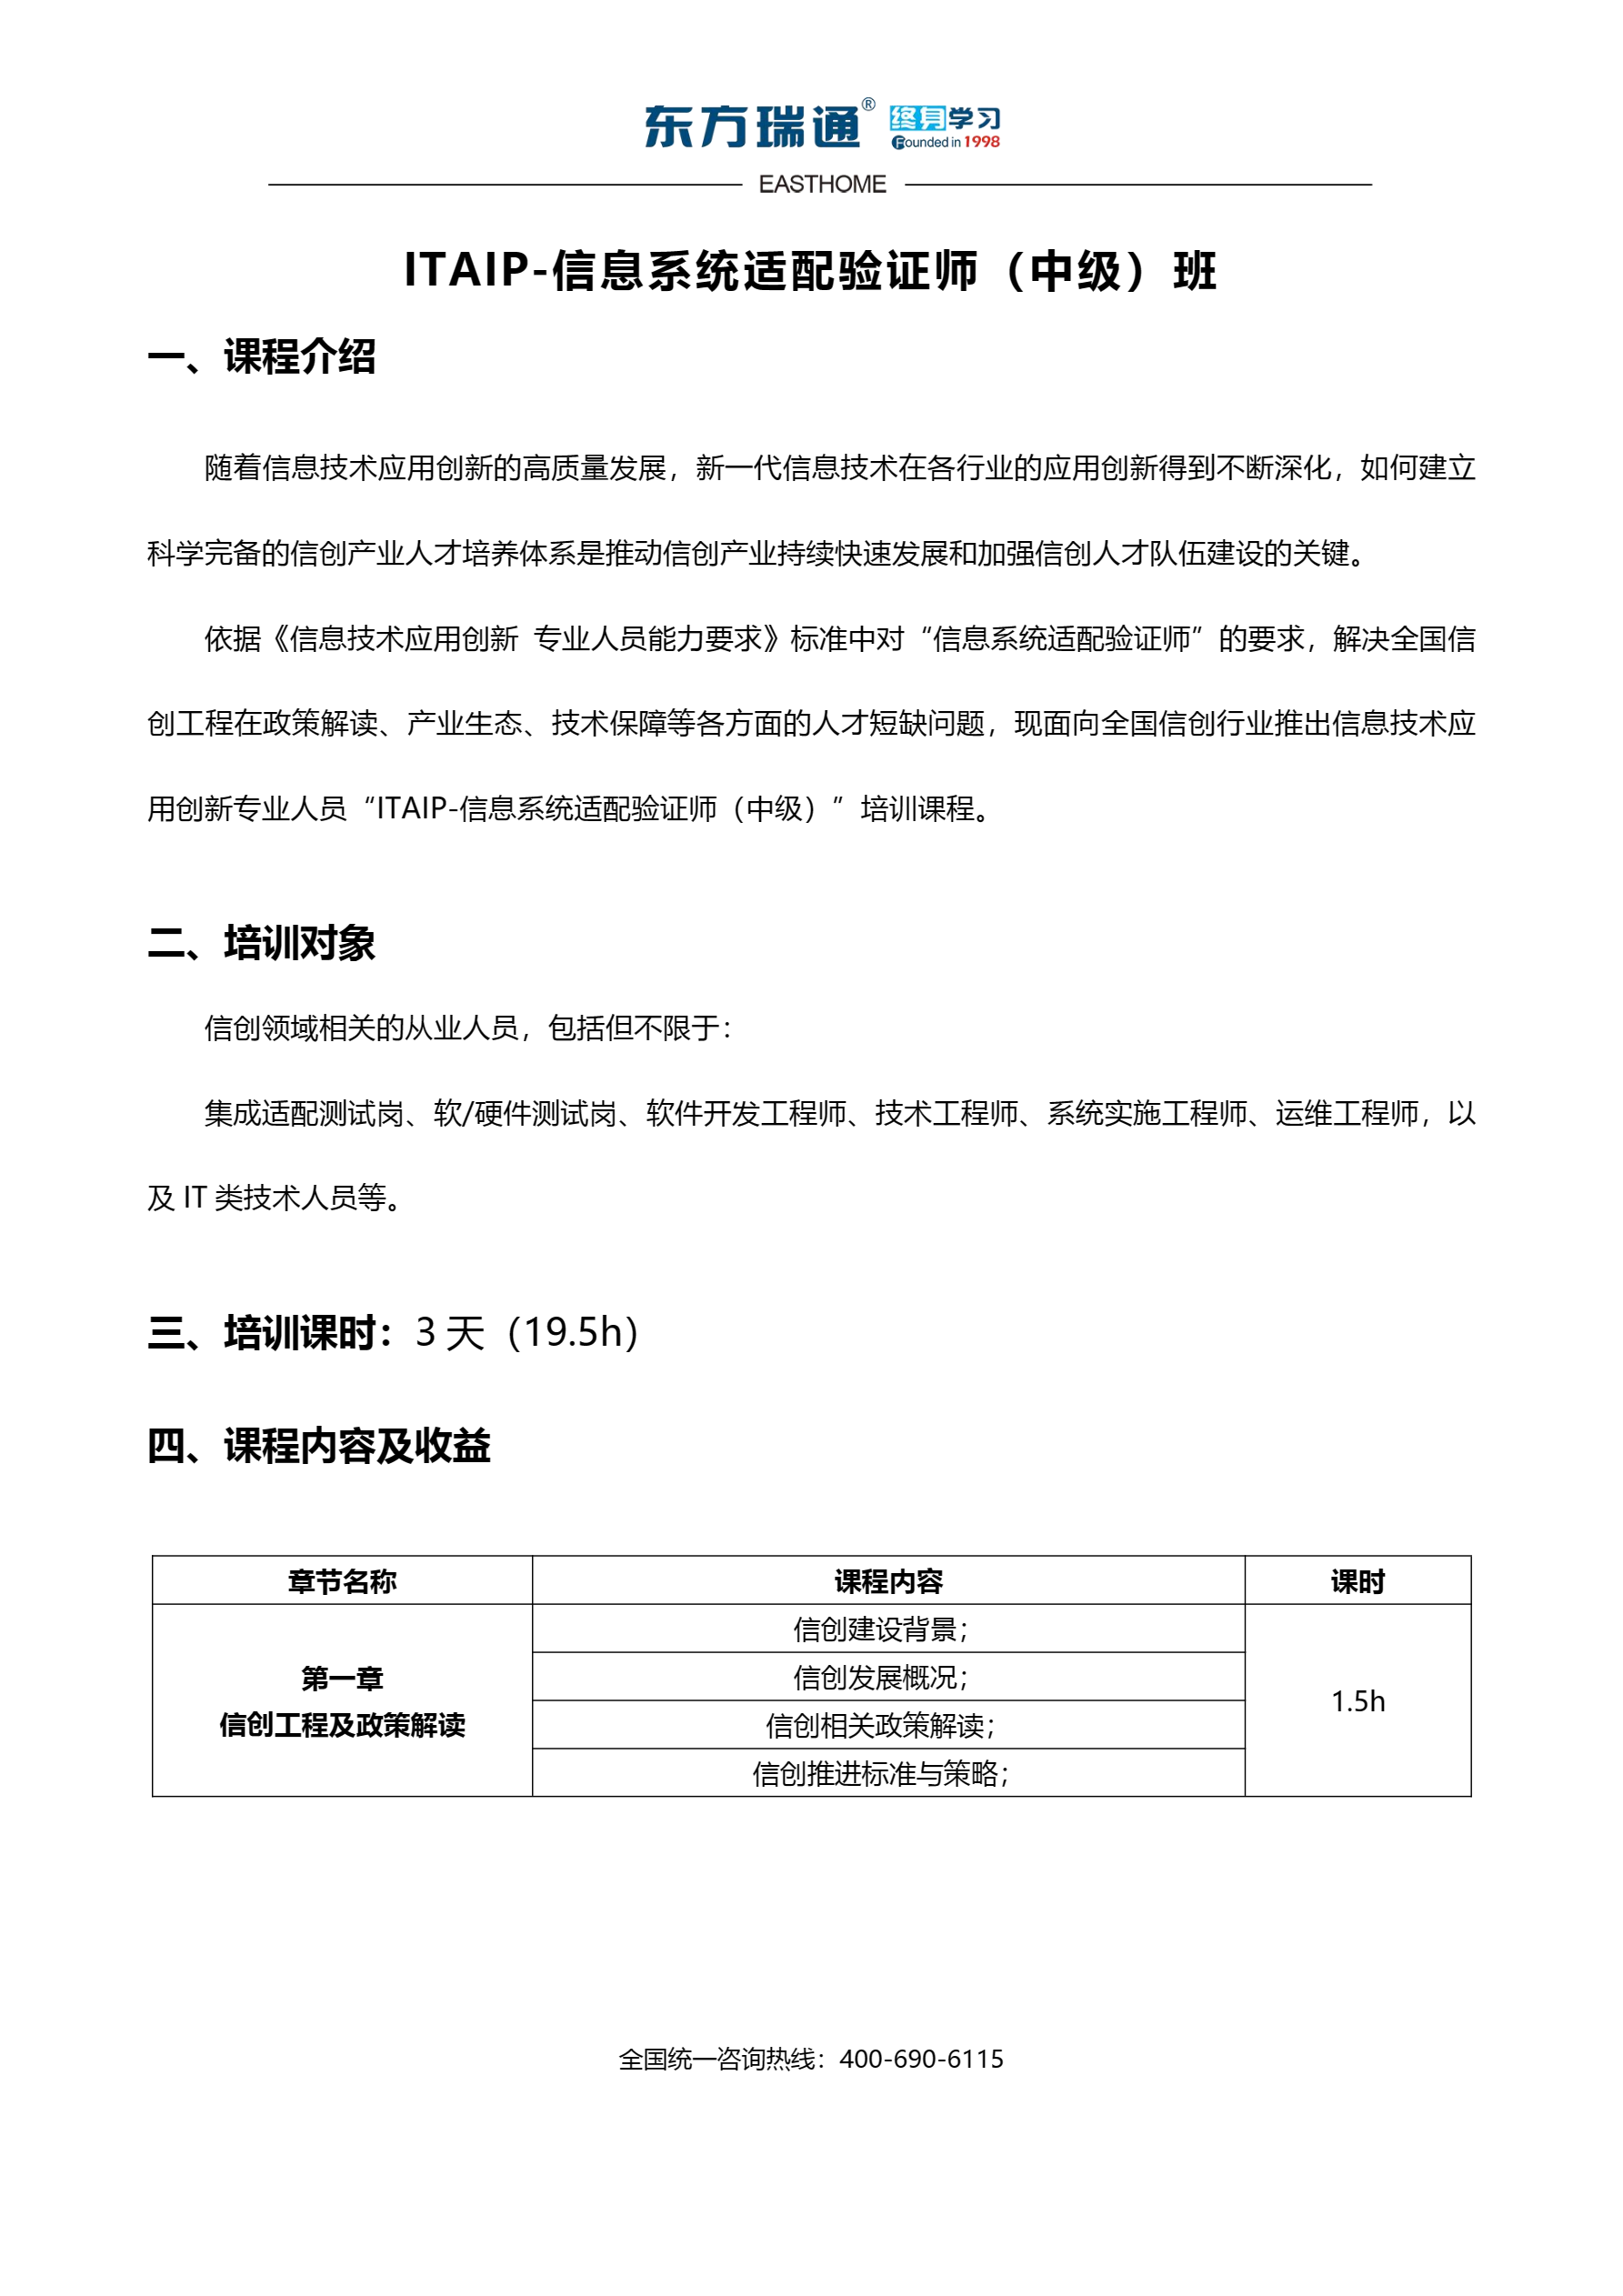 东方瑞通® 终身学习
Founded in 1998
EASTHOME
ITAIP-信息系统适配验证师（中级）班
一、课程介绍
随着信息技术应用创新的高质量发展，新一代信息技术在各行业的应用创新得到不断深化，如何建立
科学完备的信创产业人才培养体系是推动信创产业持续快速发展和加强信创人才队伍建设的关键。
依据《信息技术应用创新 专业人员能力要求》标准中对“信息系统适配验证师”的要求，解决全国信
创工程在政策解读、产业生态、技术保障等各方面的人才短缺问题，现面向全国信创行业推出信息技术应
用创新专业人员“ITAIP-信息系统适配验证师（中级）”培训课程。
二、培训对象
信创领域相关的从业人员，包括但不限于：
集成适配测试岗、软/硬件测试岗、软件开发工程师、技术工程师、系统实施工程师、运维工程师，以
及 IT 类技术人员等。
三、培训课时：3 天（19.5h）
四、课程内容及收益
章节名称 课程内容 课时
第一章
信创工程及政策解读
信创建设背景；
信创发展概况；
信创相关政策解读；
信创推进标准与策略；
1.5h
全国统一咨询热线：400-690-6115